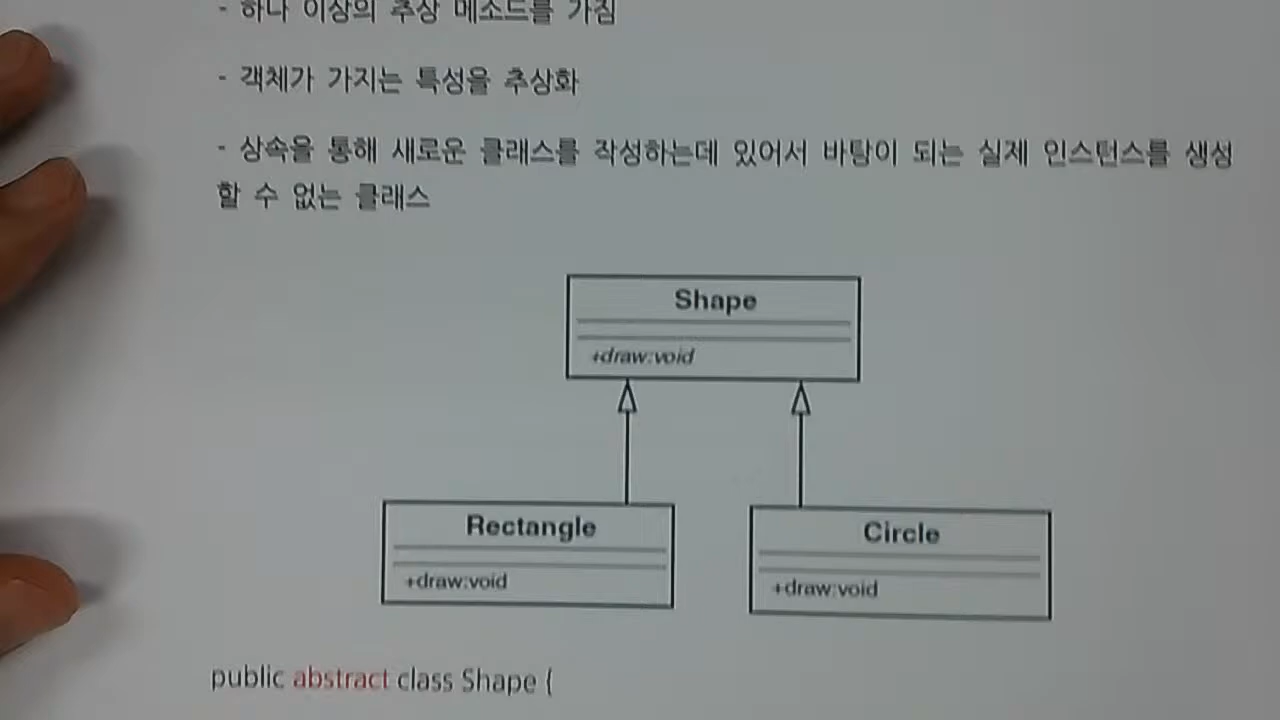 - 하나 이상의 추상 메소드를 가짐
- 객체가 가지는 특성을 추상화
- 상속을 통해 새로운 클래스를 작성하는데 있어서 바탕이 되는 실제 인스턴스를 생성
할 수 없는 클래스
Shape
+draw:void
Rectangle
+draw:void
Circle
+draw:void
public abstract class Shape {